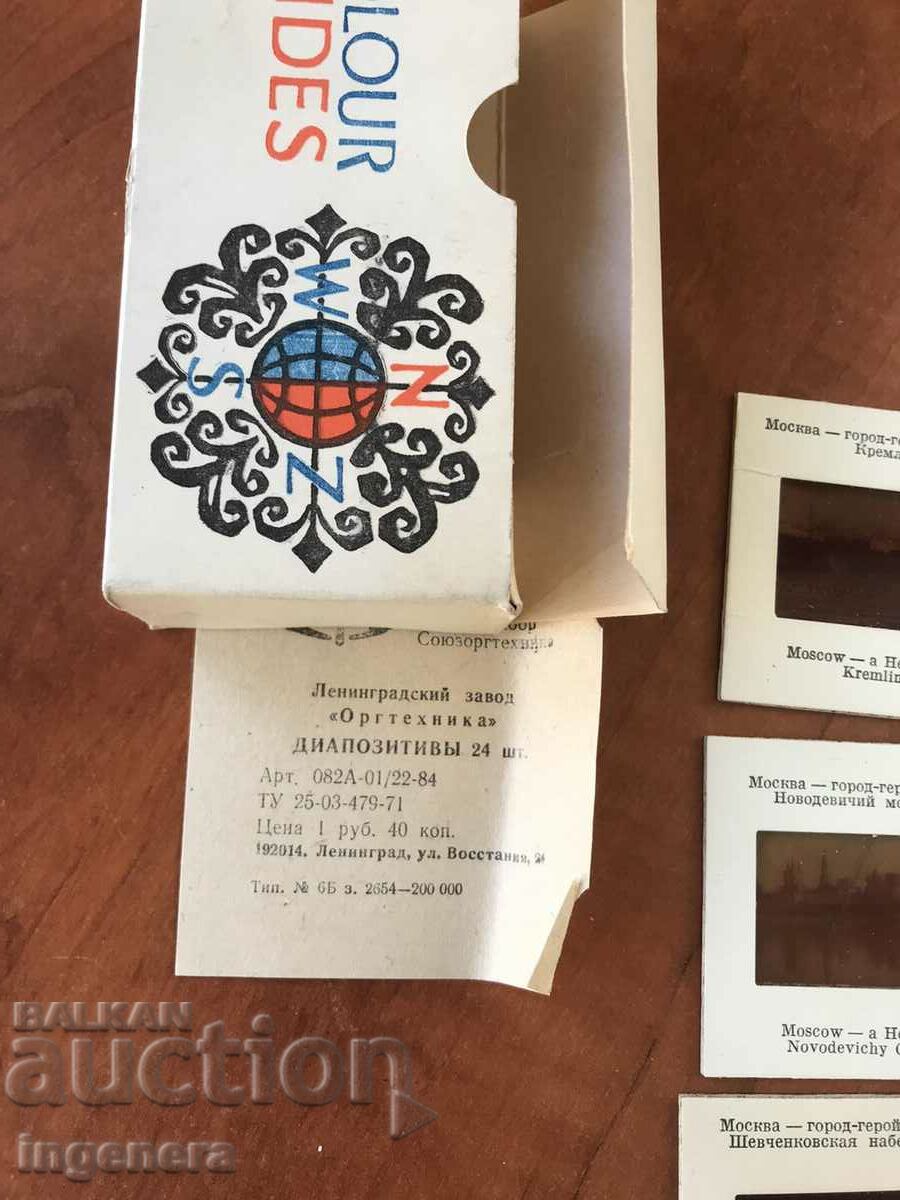 LOUR
IDES
W
N
S
Z
Союзоргтехника
Ленинградский завод
«Оргтехника»
ДИАПОЗИТИВЫ 24 шт.
Арт. 082А-01/22-84
ТУ 25-03-479-71
Цена 1 руб. 40 коп.
192014. Ленинград, ул. Восстания,
Тип. № 6Б з. 2654—200 000
Москва — город-ге
Кремл
Moscow — a He
Kremlin
Москва — город-гер
Новодевичий мо
Moscow — a He
Novodevichy
Москва — город-герой
Шевченковская набе
BALKAN
auction
ingenera